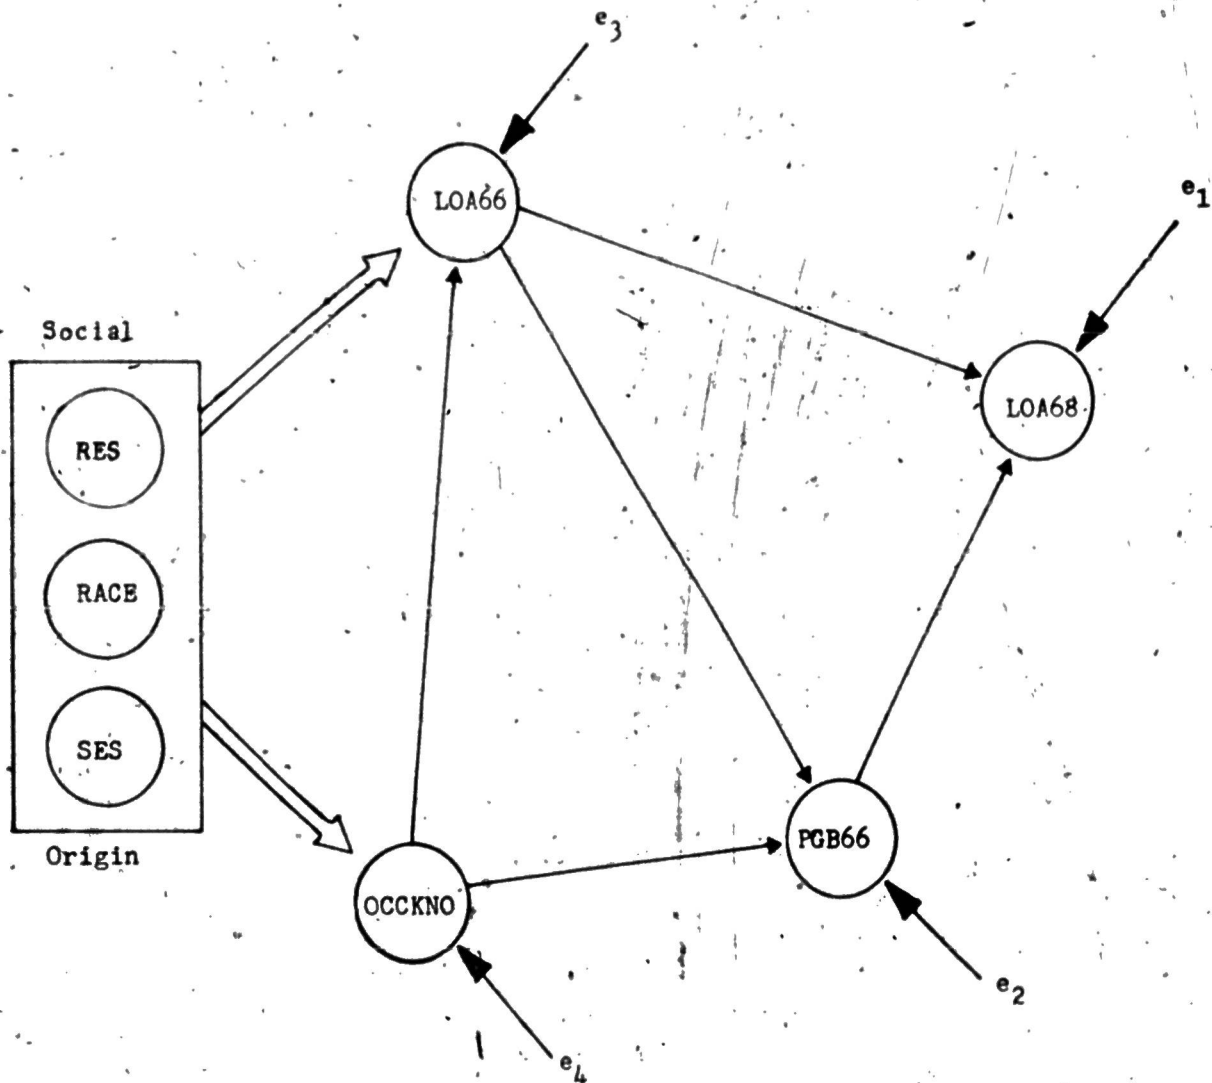 e3
LOA66
e1
Social
LOA68
RES
RACE
SES
PGB66
Origin
OCCKNO
e2
e4